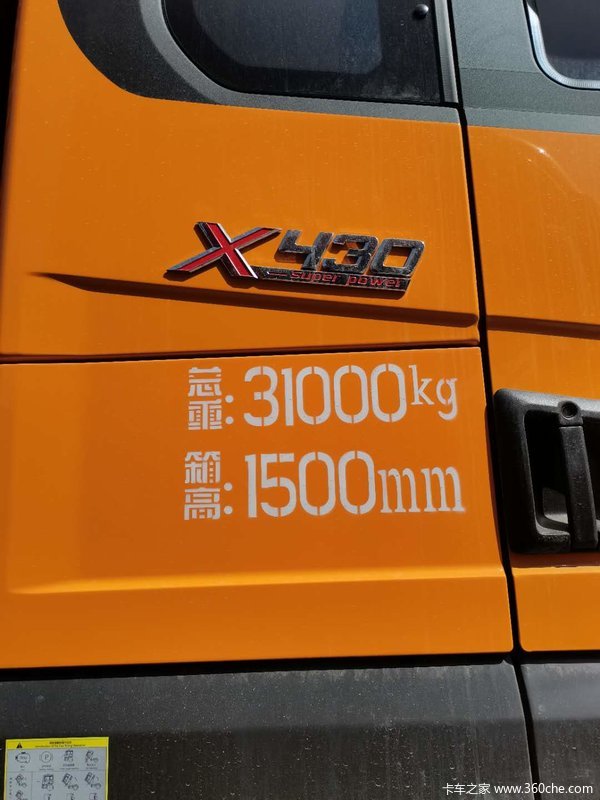 X430
super power
总重:31000kg
箱高:1500mm
卡车之家 www.360che.com